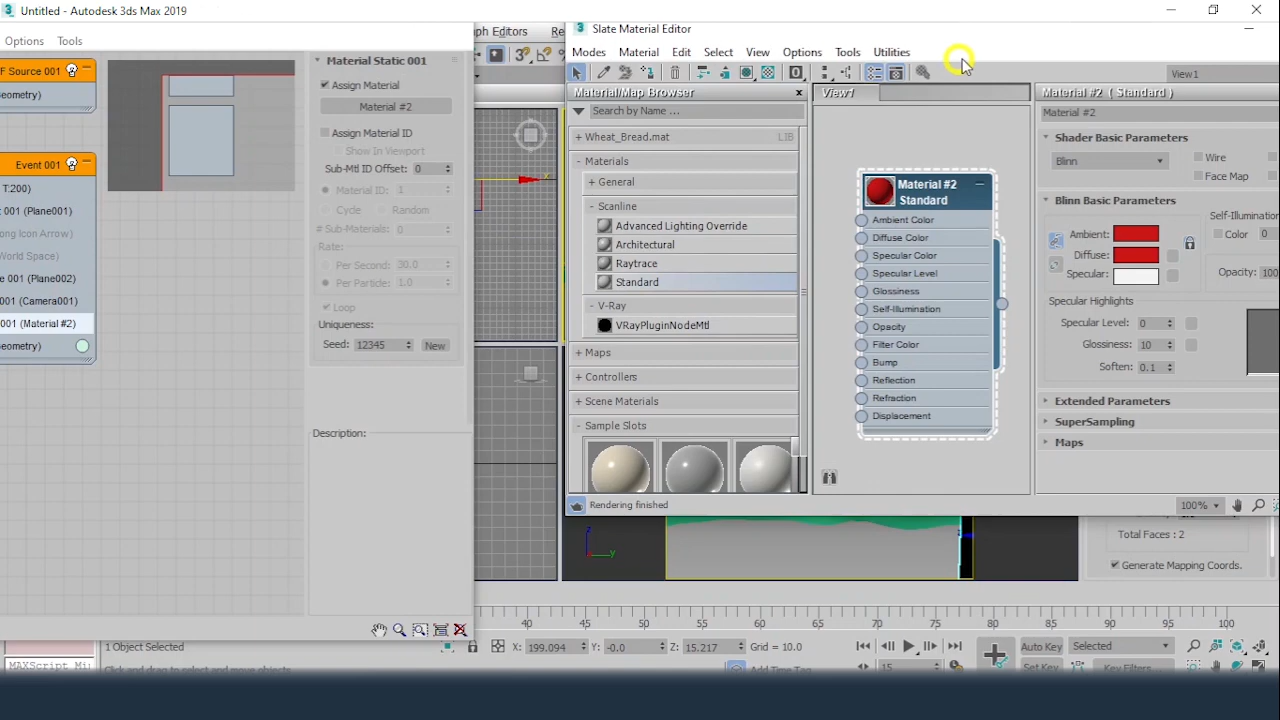 Untitled - Autodesk 3ds Max 2019
Options Tools
F Source 001
eometry)
Event 001
T:200)
t 001 (Plane001)
ong Icon Arrow)
World Space)
e 001 (Plane002)
001 (Camera001)
001 (Material #2)
eometry)
Material Static 001
Assign Material
Material #2
Assign Material ID
Show In Viewport
Sub-Mtl ID Offset: 0
Material ID: 1
Cycle Random
# Sub-Materials: 0
Rate:
Per Second: 30.0
Per Particle: 1.0
Loop
Uniqueness:
Seed: 12345 New
Description:
ph Editors Re
Slate Material Editor
Modes Material Edit Select View Options Tools Utilities
View1
Material/Map Browser x
Search by Name ...
+ Wheat_Bread.mat LIB
- Materials
+ General
- Scanline
Advanced Lighting Override
Architectural
Raytrace
Standard
- V-Ray
VRayPluginNodeMtl
+ Maps
+ Controllers
+ Scene Materials
- Sample Slots
View1
Material #2
Standard
Ambient Color
Diffuse Color
Specular Color
Specular Level
Glossiness
Self-Illumination
Opacity
Filter Color
Bump
Reflection
Refraction
Displacement
Material #2 ( Standard )
Material #2
Shader Basic Parameters
Blinn
Wire
Face Map
Blinn Basic Parameters
Self-Illumination
Ambient:
Color 0
Diffuse:
Specular:
Opacity: 100
Specular Highlights
Specular Level: 0
Glossiness: 10
Soften: 0.1
Extended Parameters
SuperSampling
Maps
Rendering finished
100%
Total Faces : 2
Generate Mapping Coords.
z
y
x
40 45 50 55 60 65 70 75 80 85 90 95 100
1 Object Selected
X: 199.094 Y: -0.0 Z: 15.217 Grid = 10.0
Auto Key Selected
MAXScript Mi
Click and drag to select and move objects
Add Time Tag
15
Set Key Key Filters...